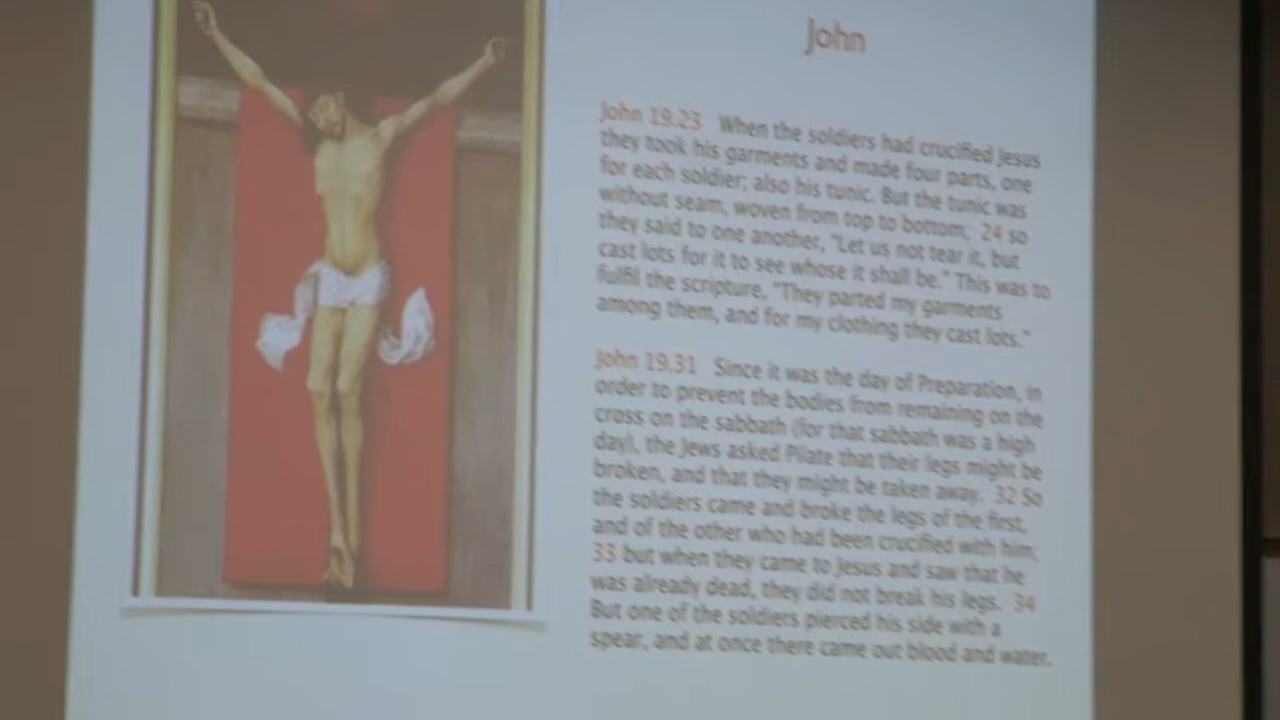 John
John 19.23 When the soldiers had crucified Jesus
they took his garments and made four parts, one
for each soldier; also his tunic. But the tunic was
without seam, woven from top to bottom; 24 so
they said to one another, "Let us not tear it, but
cast lots for it to see whose it shall be." This was to
fulfil the scripture, "They parted my garments
among them, and for my clothing they cast lots."
John 19.31 Since it was the day of Preparation, in
order to prevent the bodies from remaining on the
cross on the sabbath (for that sabbath was a high
day), the Jews asked Pilate that their legs might be
broken, and that they might be taken away. 32 So
the soldiers came and broke the legs of the first,
and of the other who had been crucified with him;
33 but when they came to Jesus and saw that he
was already dead, they did not break his legs. 34
But one of the soldiers pierced his side with a
spear, and at once there came out blood and water.